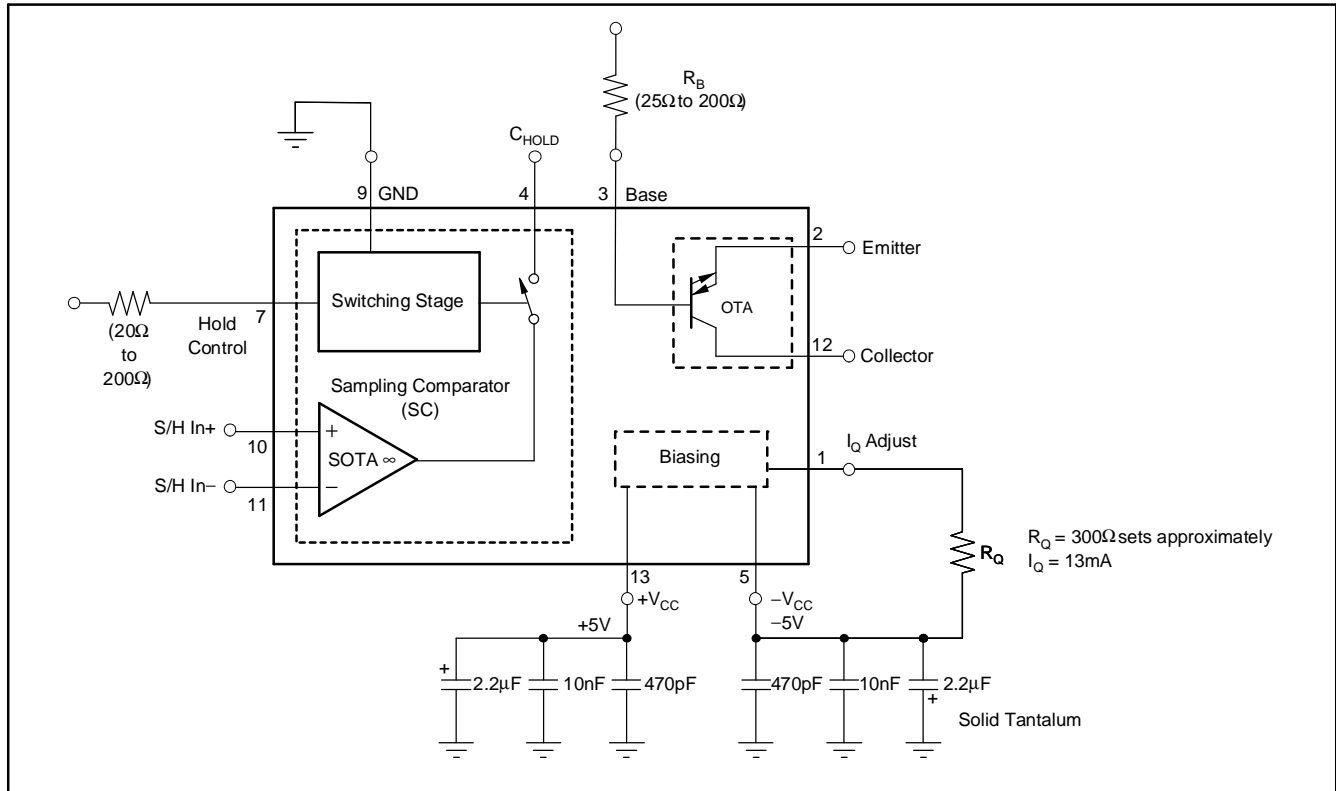 R_B
(25Ω to 200Ω)
C_HOLD
9 GND
4
3 Base
2
Emitter
Switching Stage
OTA
7
Hold
Control
(20Ω
to
200Ω)
12
Collector
Sampling Comparator
(SC)
S/H In+
10
+
SOTA ∞
−
S/H In−
11
Biasing
1
I_Q Adjust
R_Q
R_Q = 300Ω sets approximately
I_Q = 13mA
13
5
+V_CC
−V_CC
+5V
−5V
+
2.2μF
10nF
470pF
470pF
10nF
2.2μF
+
Solid Tantalum